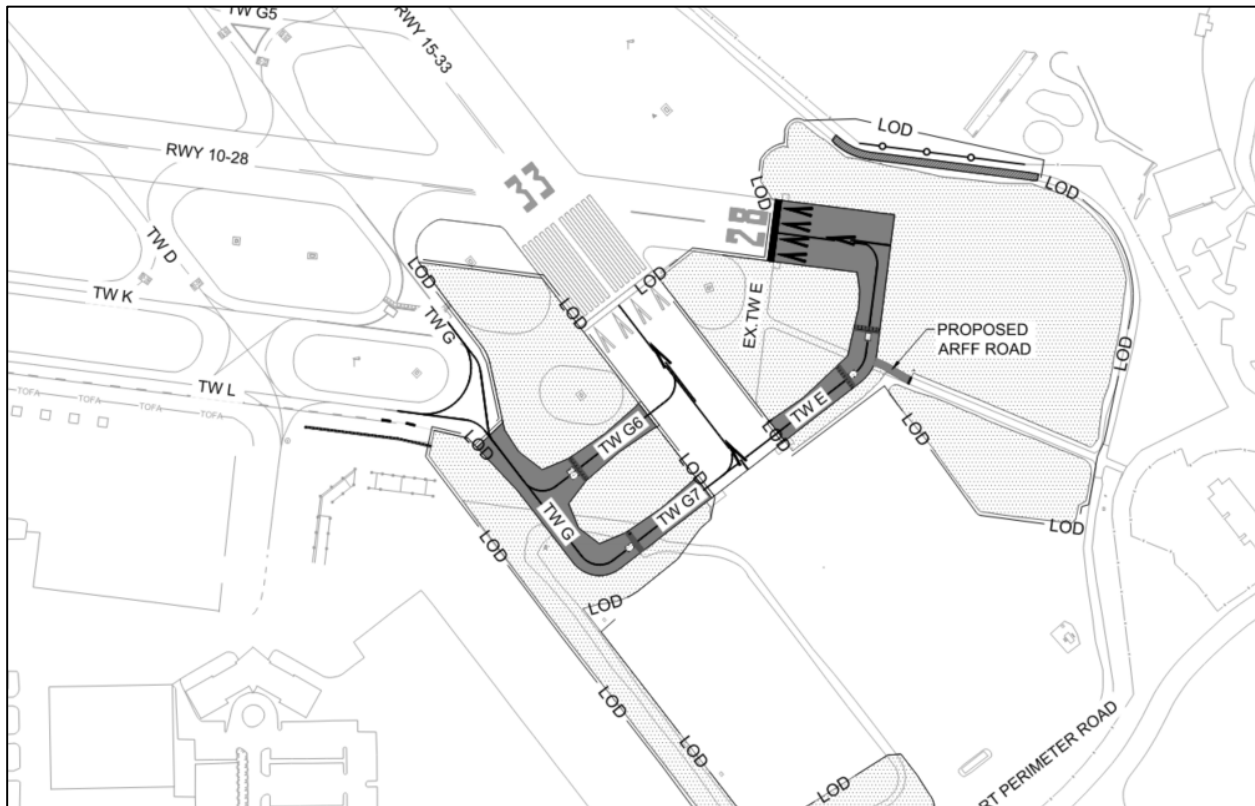 TW G5
RWY 15-33
LOD
RWY 10-28
33
LOD
LOD
28
TW D
LOD
LOD
TW K
TW G
LOD
EX.TW E
PROPOSED
ARFF ROAD
LOD
TW L
TOFA
TOFA
TOFA
TOFA
TW E
LOD
TW G6
LOD
LOD
LOD
TW G7
TW G
LOD
LOD
LOD
LOD
LOD
LOD
RT PERIMETER ROAD